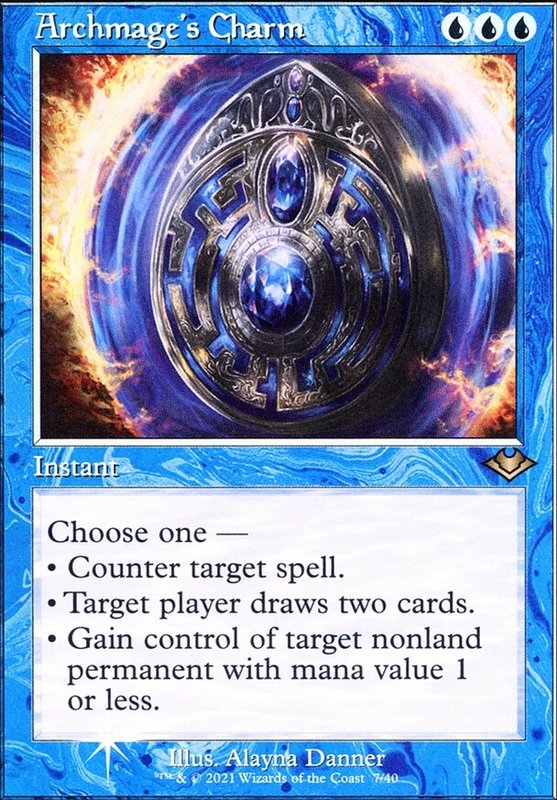 Archmage's Charm
Instant
Choose one —
• Counter target spell.
• Target player draws two cards.
• Gain control of target nonland
permanent with mana value 1
or less.
Illus. Alayna Danner
™ & © 2021 Wizards of the Coast 7/40